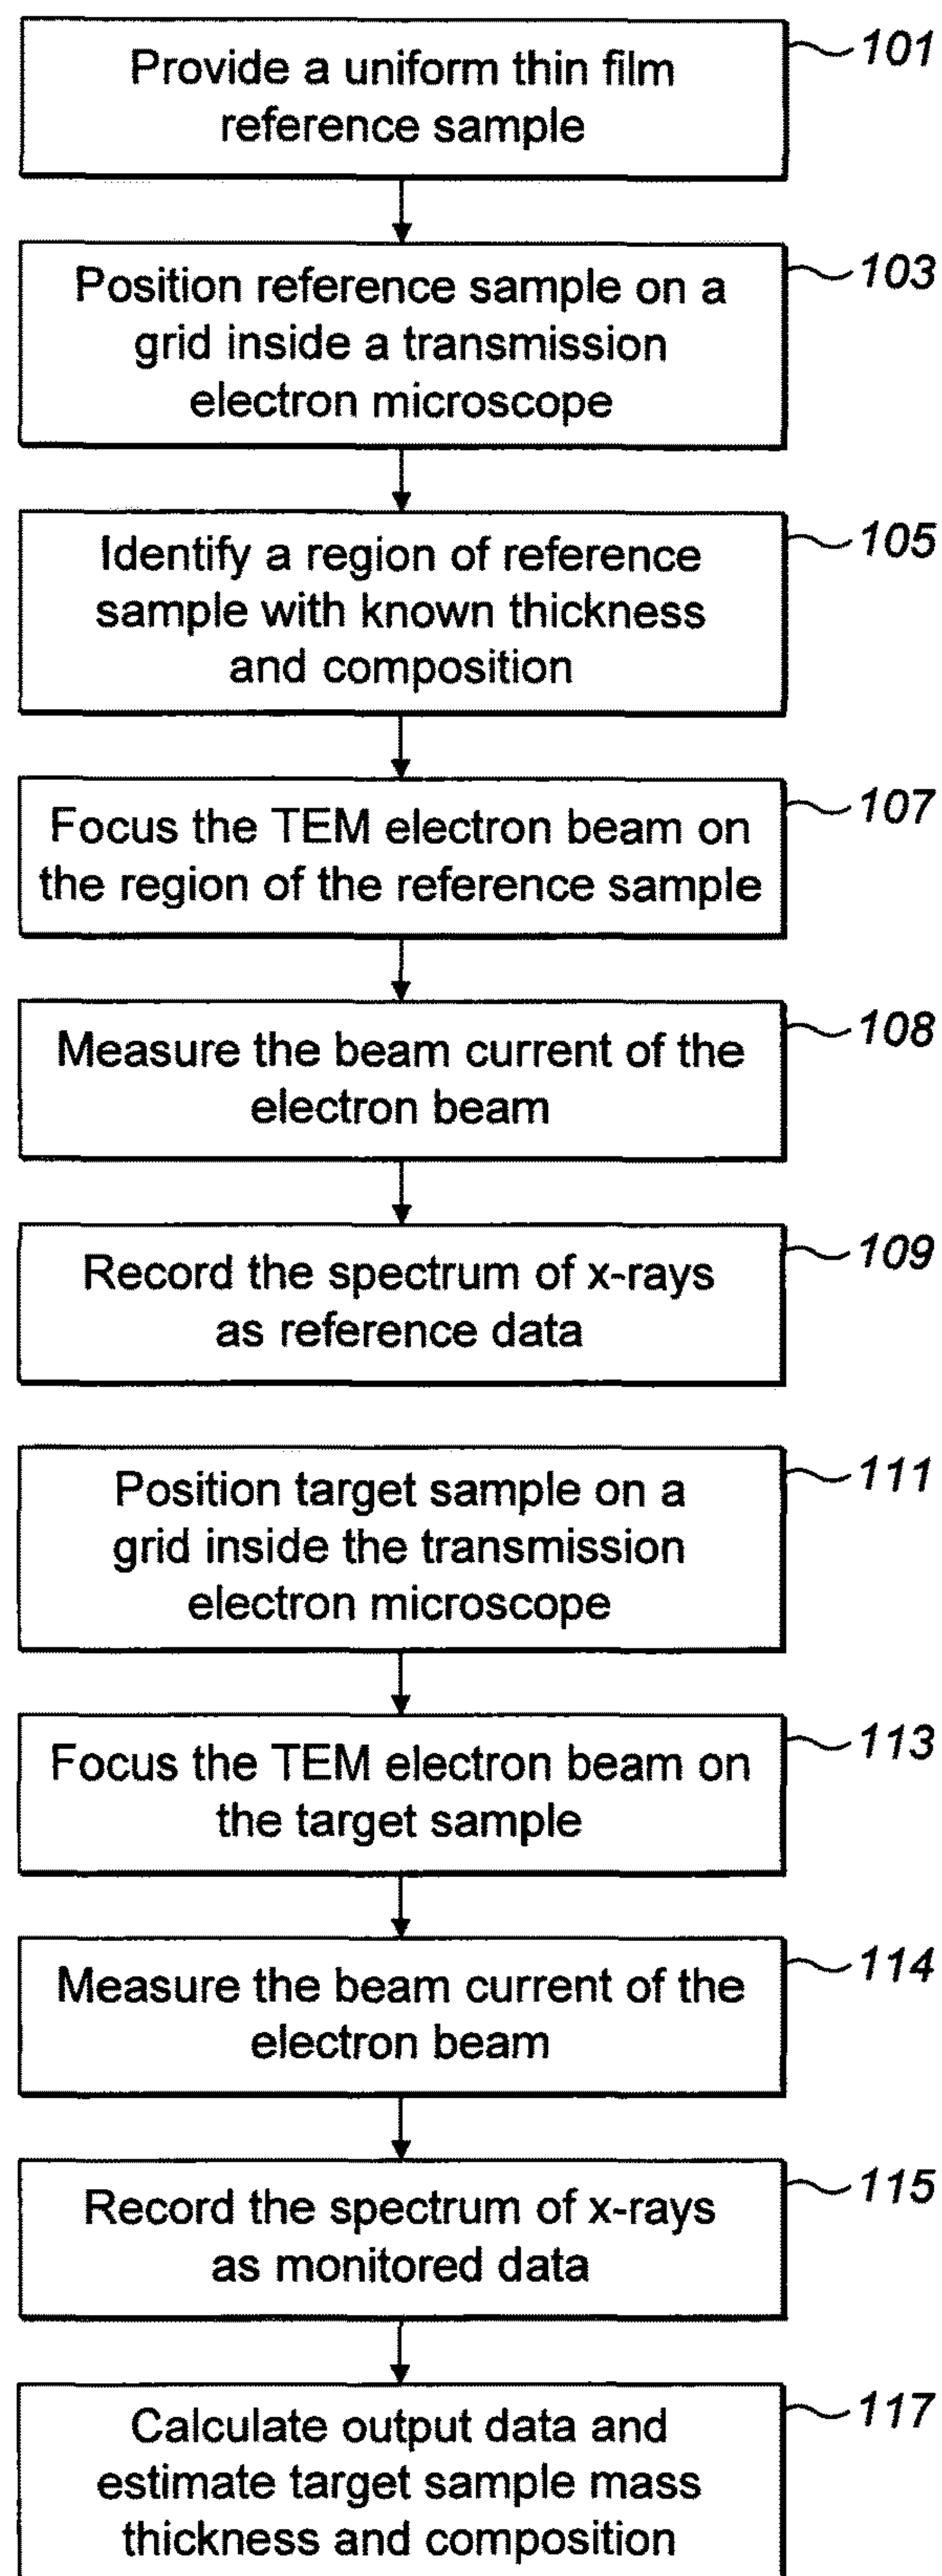 Provide a uniform thin film
reference sample
101
Position reference sample on a
grid inside a transmission
electron microscope
103
Identify a region of reference
sample with known thickness
and composition
105
Focus the TEM electron beam on
the region of the reference sample
107
Measure the beam current of the
electron beam
108
Record the spectrum of x-rays
as reference data
109
Position target sample on a
grid inside the transmission
electron microscope
111
Focus the TEM electron beam on
the target sample
113
Measure the beam current of the
electron beam
114
Record the spectrum of x-rays
as monitored data
115
Calculate output data and
estimate target sample mass
thickness and composition
117